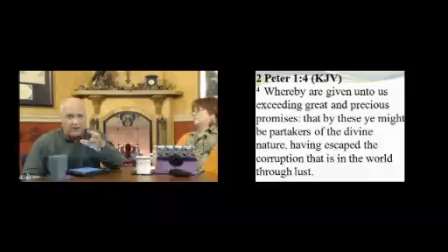 2 Peter 1:4 (KJV)
4 Whereby are given unto us
exceeding great and precious
promises: that by these ye might
be partakers of the divine
nature, having escaped the
corruption that is in the world
through lust.